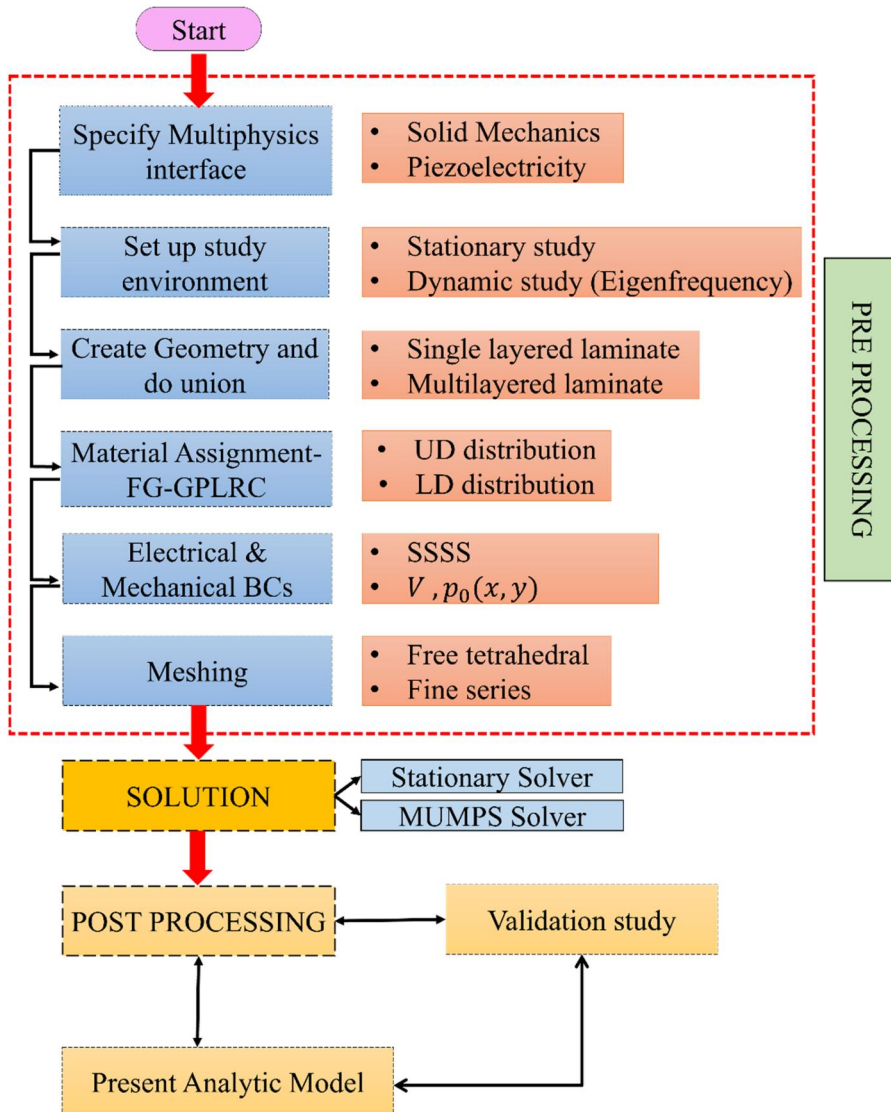 Start
Specify Multiphysics
interface
• Solid Mechanics
• Piezoelectricity
Set up study
environment
• Stationary study
• Dynamic study (Eigenfrequency)
Create Geometry and
do union
• Single layered laminate
• Multilayered laminate
Material Assignment-
FG-GPLRC
• UD distribution
• LD distribution
Electrical &
Mechanical BCs
• SSSS
• V , p₀(x, y)
Meshing
• Free tetrahedral
• Fine series
PRE PROCESSING
SOLUTION
Stationary Solver
MUMPS Solver
POST PROCESSING
Validation study
Present Analytic Model